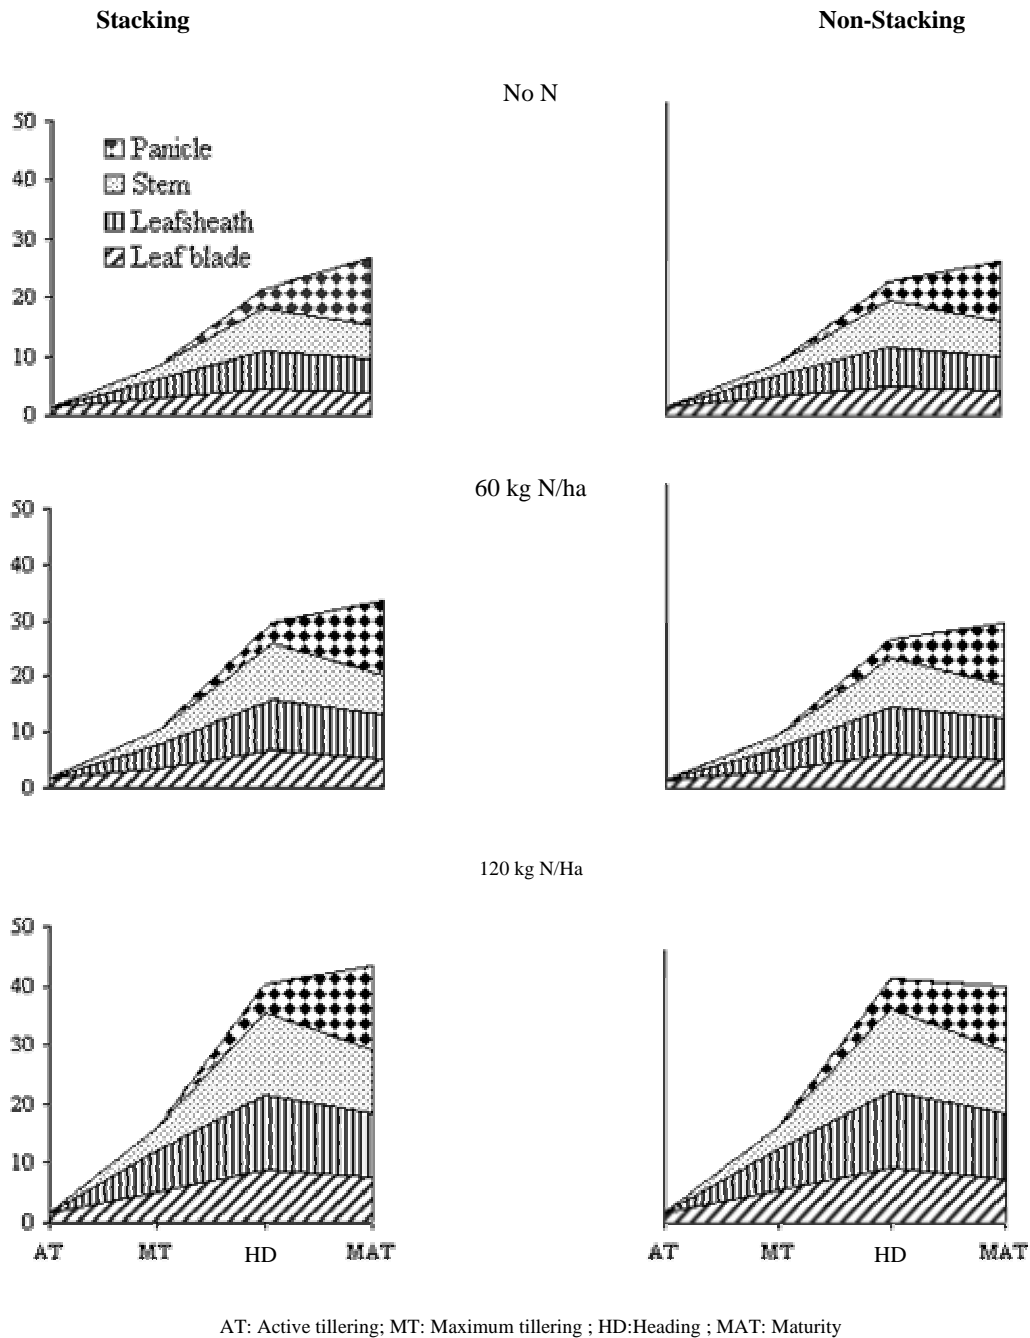 Stacking
Non-Stacking
No N
50
40
30
20
10
0
Panicle
Stem
Leafsheath
Leaf blade
60 kg N/ha
50
40
30
20
10
0
120 kg N/Ha
50
40
30
20
10
0
AT MT HD MAT
AT MT HD MAT
AT: Active tillering; MT: Maximum tillering ; HD:Heading ; MAT: Maturity